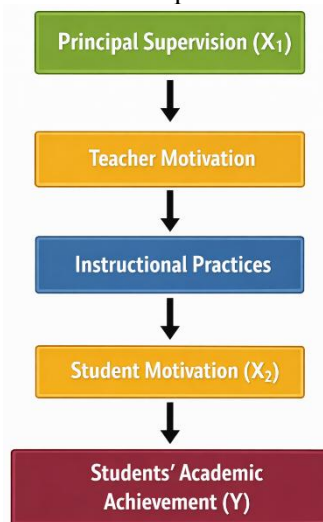 Principal Supervision (X₁)
Teacher Motivation
Instructional Practices
Student Motivation (X₂)
Students' Academic
Achievement (Y)